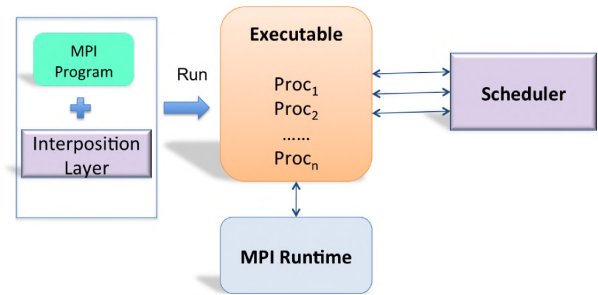 MPI
Program
Interposition
Layer
Run
Executable
Proc₁
Proc₂
......
Procₙ
Scheduler
MPI Runtime